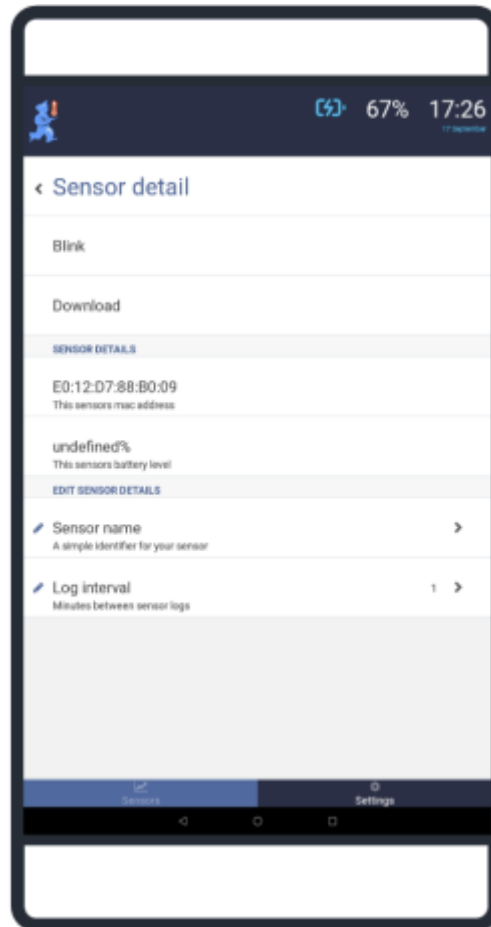 67% 17:26
17 September
Sensor detail
Blink
Download
SENSOR DETAILS
E0:12:D7:88:B0:09
This sensors mac address
undefined%
This sensors battery level
EDIT SENSOR DETAILS
Sensor name
A simple identifier for your sensor
Log interval 1
Minutes between sensor logs
Sensors Settings